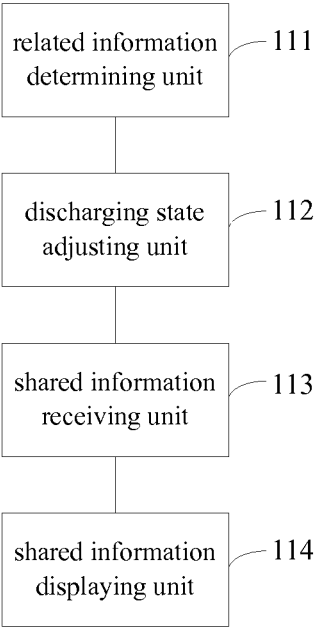 related information
determining unit
111
discharging state
adjusting unit
112
shared information
receiving unit
113
shared information
displaying unit
114